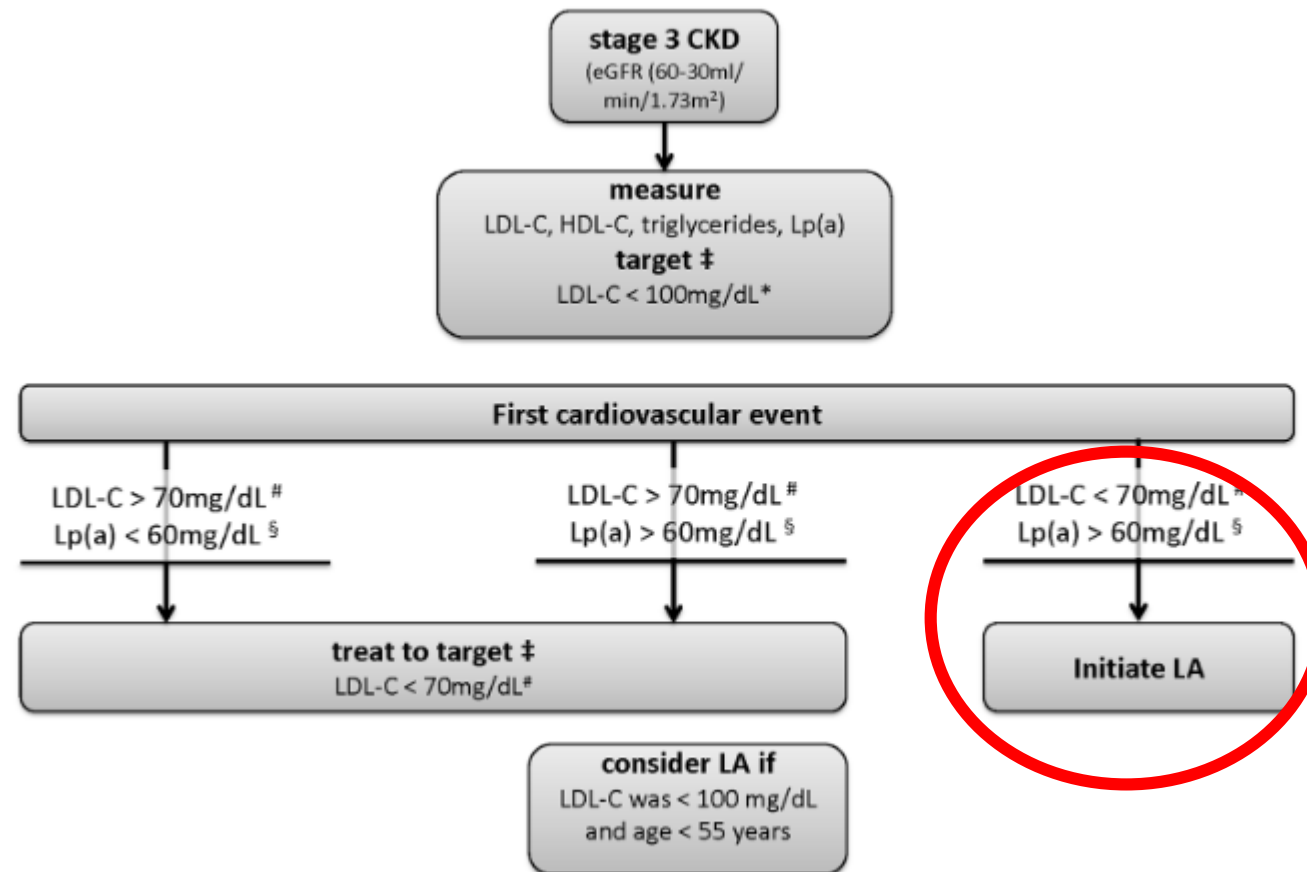 stage 3 CKD
(eGFR (60-30ml/
min/1.73m²)
measure
LDL-C, HDL-C, triglycerides, Lp(a)
target ‡
LDL-C < 100mg/dL*
First cardiovascular event
LDL-C > 70mg/dL #
Lp(a) < 60mg/dL §
LDL-C > 70mg/dL #
Lp(a) > 60mg/dL §
LDL-C < 70mg/dL #
Lp(a) > 60mg/dL §
treat to target ‡
LDL-C < 70mg/dL#
Initiate LA
consider LA if
LDL-C was < 100 mg/dL
and age < 55 years